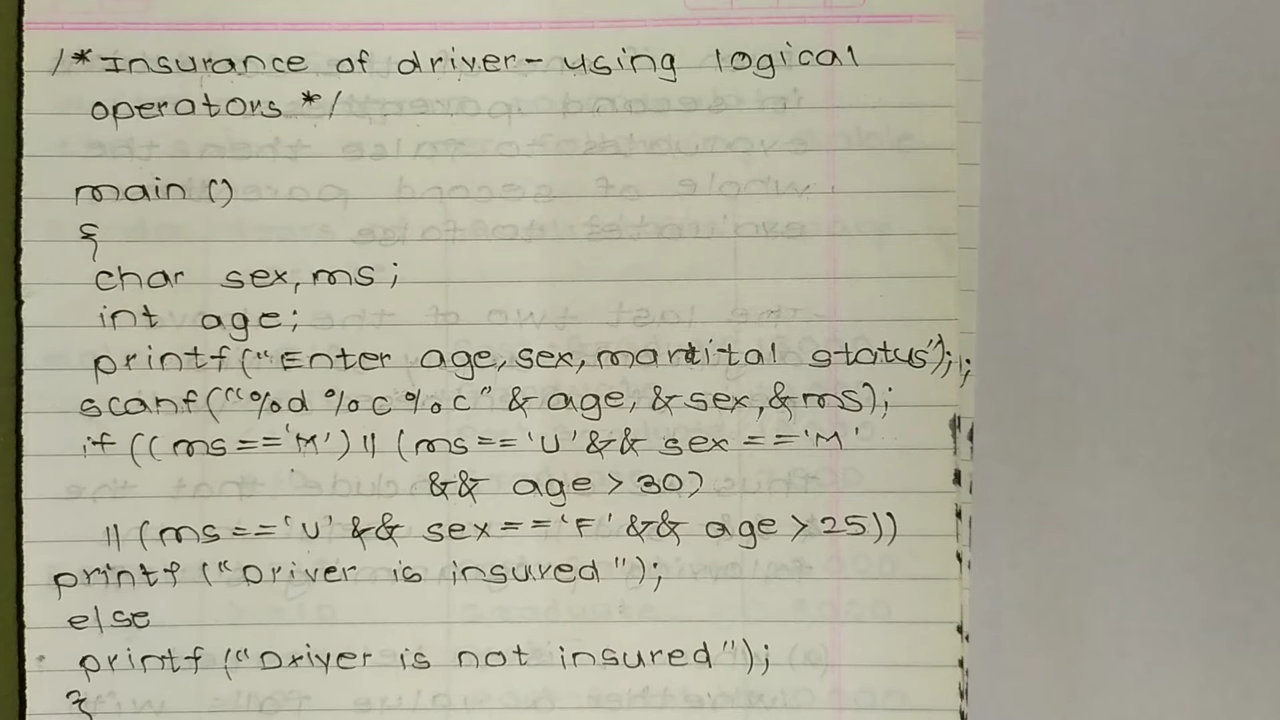 /* Insurance of driver - using logical
operators */
main ()
{
char sex, ms;
int age;
printf("Enter age, sex, martital status");;
scanf("%d %c %c" & age, & sex, & ms);
if ((ms == 'M') || (ms == 'U' && sex == 'M'
&& age > 30)
|| (ms == 'U' && sex == 'F' && age > 25))
printf ("Driver is insured");
else
printf ("Driver is not insured");
}